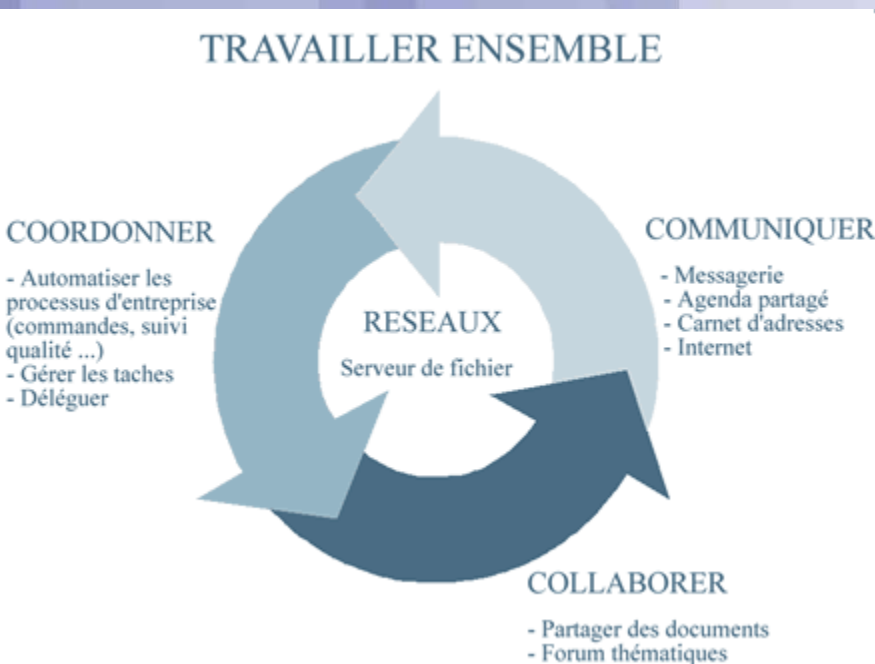 TRAVAILLER ENSEMBLE
COORDONNER
- Automatiser les
processus d'entreprise
(commandes, suivi
qualité ...)
- Gérer les taches
- Déléguer
RESEAUX
Serveur de fichier
COMMUNIQUER
- Messagerie
- Agenda partagé
- Carnet d'adresses
- Internet
COLLABORER
- Partager des documents
- Forum thématiques